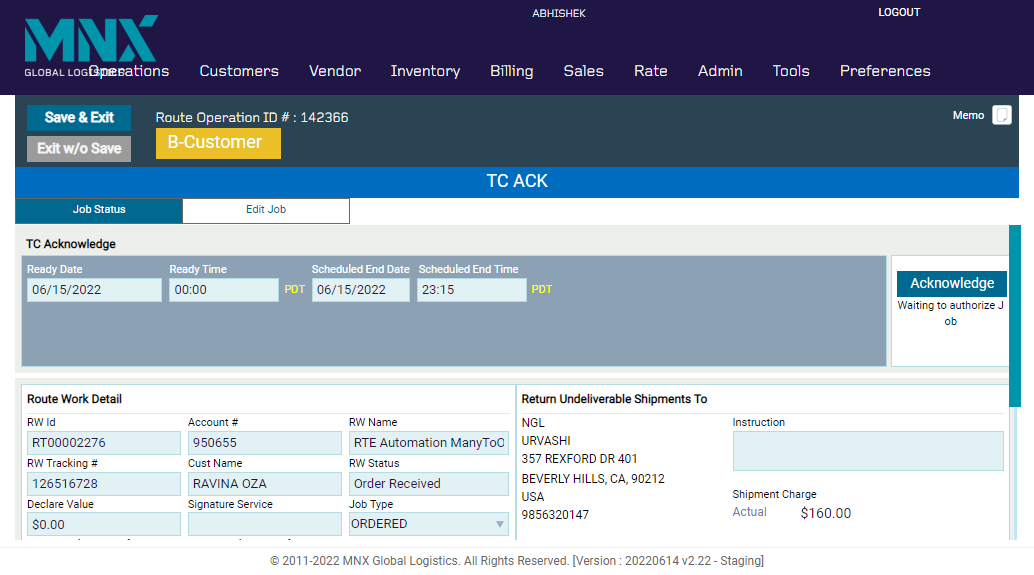 ABHISHEK
LOGOUT
MNX
GLOBAL LOGISTICS
Operations Customers Vendor Inventory Billing Sales Rate Admin Tools Preferences
Save & Exit
Route Operation ID # : 142366
Memo
Exit w/o Save
B-Customer
TC ACK
Job Status Edit Job
TC Acknowledge
Ready Date Ready Time Scheduled End Date Scheduled End Time
06/15/2022 00:00 PDT 06/15/2022 23:15 PDT
Acknowledge
Waiting to authorize J
ob
Route Work Detail
RW Id Account # RW Name
RT00002276 950655 RTE Automation ManyToO
RW Tracking # Cust Name RW Status
126516728 RAVINA OZA Order Received
Declare Value Signature Service Job Type
$0.00 ORDERED
Return Undeliverable Shipments To
NGL
URVASHI
357 REXFORD DR 401
BEVERLY HILLS, CA, 90212
USA
9856320147
Instruction
Shipment Charge
Actual $160.00
© 2011-2022 MNX Global Logistics. All Rights Reserved. [Version : 20220614 v2.22 - Staging]